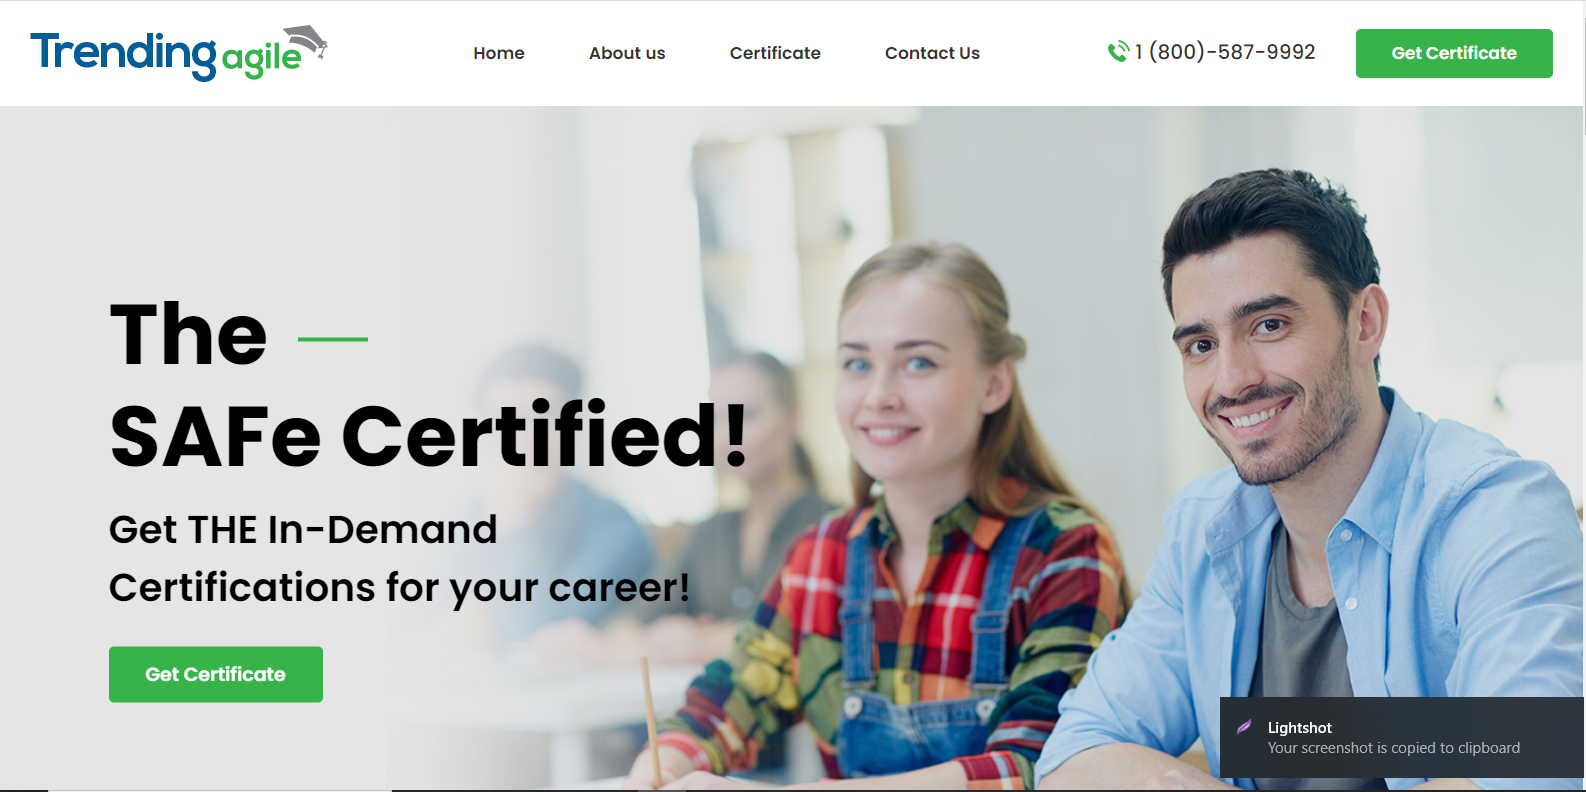 Trending agile
Home
About us
Certificate
Contact Us
1 (800)-587-9992
Get Certificate
The
SAFe Certified!
Get THE In-Demand
Certifications for your career!
Get Certificate
Lightshot
Your screenshot is copied to clipboard